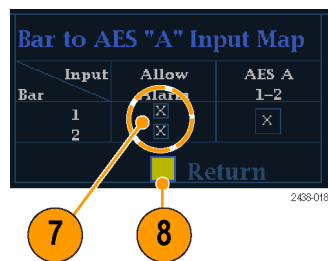 Bar to AES "A" Input Map
Input Allow AES A
Bar Alarm 1–2
1 X X
2 X
Return
2438-018
7 8